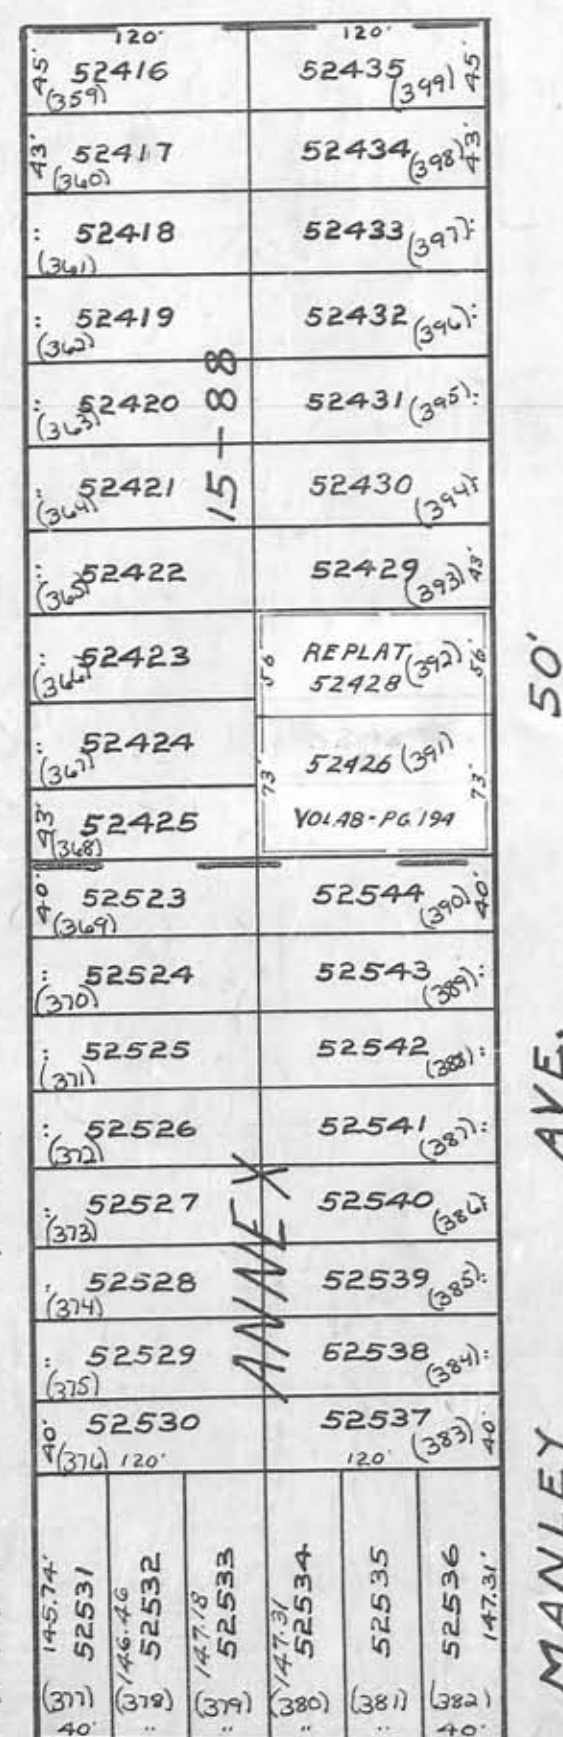 120' 120'
45' 52416 (359) 52435 (399) 45'
43' 52417 (360) 52434 (398) 43'
" 52418 (361) 52433 (397) "
" 52419 (362) 52432 (396) "
" 52420 (363) 52431 (395) "
" 52421 (364) 52430 (394) "
15-88
" 52422 (365) 52429 (393) 43'
" 52423 (366) 56' REPLAT 52428 (392) 56'
" 52424 (367) 73' 52426 (391) 73'
43' 52425 (368) VOL AB-PG 194
40' 52523 (369) 52544 (390) 40'
" 52524 (370) 52543 (389) "
" 52525 (371) 52542 (388) "
" 52526 (372) 52541 (387) "
" 52527 (373) 52540 (386) "
ANNEX
" 52528 (374) 52539 (385) "
" 52529 (375) 52538 (384) "
40' 52530 (376) 120' 52537 (383) 120' 40'
145.74' 52531 (377) 40'
146.46 52532 (378) "
147.18 52533 (379) "
147.31 52534 (380) "
52535 (381) "
52536 147.31' (382) 40'
MANLEY AVE. 50'